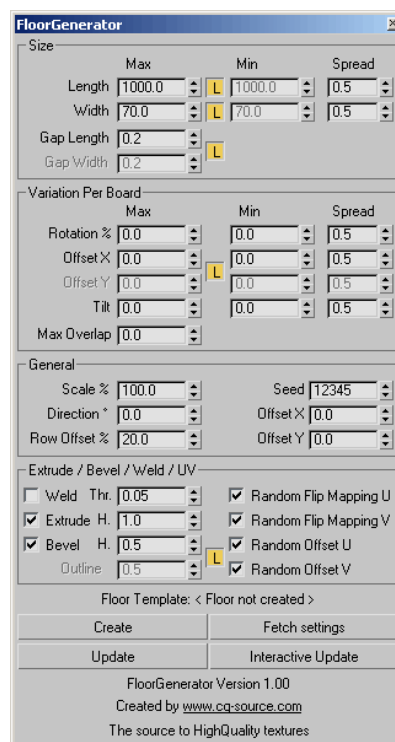 FloorGenerator
Size
Max Min Spread
Length 1000.0 L 1000.0 0.5
Width 70.0 L 70.0 0.5
Gap Length 0.2
L
Gap Width 0.2
Variation Per Board
Max Min Spread
Rotation % 0.0 0.0 0.5
Offset X 0.0 0.0 0.5
L
Offset Y 0.0 0.0 0.5
Tilt 0.0 0.0 0.5
Max Overlap 0.0
General
Scale % 100.0 Seed 12345
Direction ° 0.0 Offset X 0.0
Row Offset % 20.0 Offset Y 0.0
Extrude / Bevel / Weld / UV
Weld Thr. 0.05 Random Flip Mapping U
Extrude H. 1.0 Random Flip Mapping V
Bevel H. 0.5 Random Offset U
L
Outline 0.5 Random Offset V
Floor Template: < Floor not created >
Create Fetch settings
Update Interactive Update
FloorGenerator Version 1.00
Created by www.cg-source.com
The source to HighQuality textures